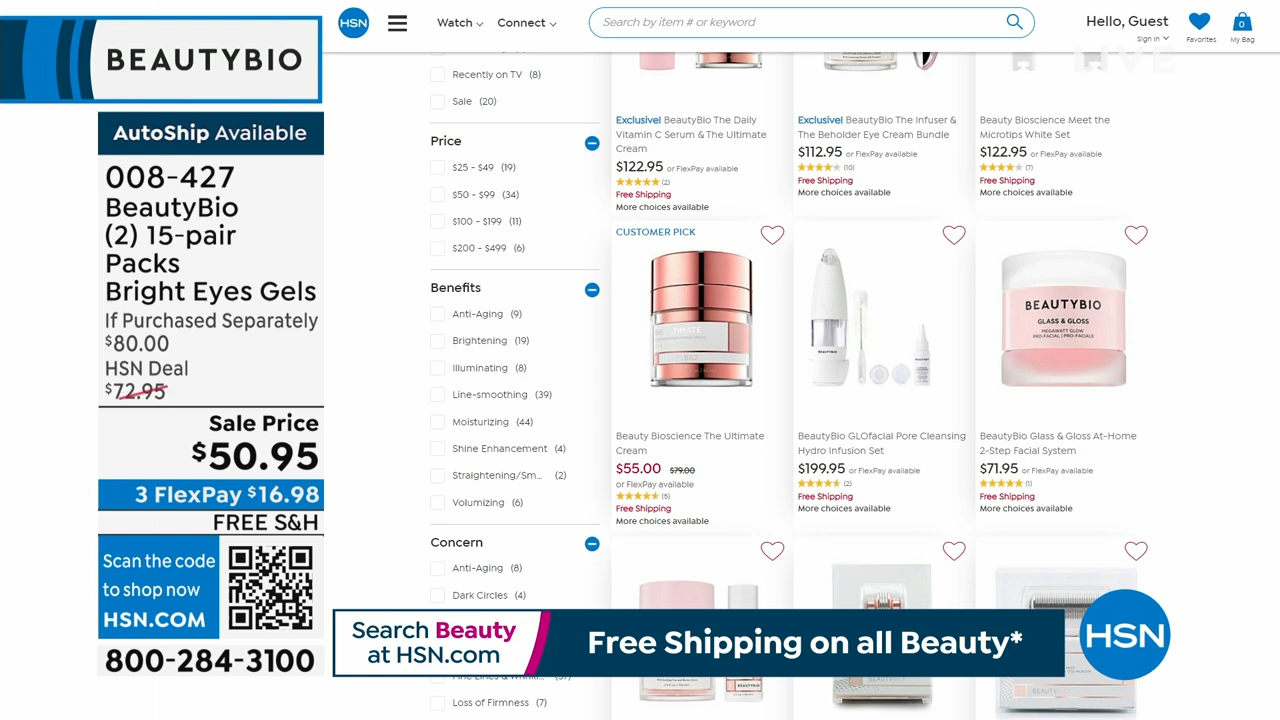 BEAUTYBIO
AutoShip Available
008-427
BeautyBio
(2) 15-pair
Packs
Bright Eyes Gels
If Purchased Separately
$80.00
HSN Deal
$72.95
Sale Price
$50.95
3 FlexPay $16.98
FREE S&H
Scan the code
to shop now
HSN.COM
800-284-3100
HSN
Watch
Connect
Search by item # or keyword
Hello, Guest
Sign in
Favorites
0
My Bag
LIVE
Recently on TV (8)
Sale (20)
Price
$25 - $49 (19)
$50 - $99 (34)
$100 - $199 (11)
$200 - $499 (6)
Benefits
Anti-Aging (9)
Brightening (19)
Illuminating (8)
Line-smoothing (39)
Moisturizing (44)
Shine Enhancement (4)
Straightening/Sm... (2)
Volumizing (6)
Concern
Anti-Aging (8)
Dark Circles (4)
Loss of Firmness (7)
Exclusive! BeautyBio The Daily
Vitamin C Serum & The Ultimate
Cream
$122.95 or FlexPay available
(2)
Free Shipping
More choices available
Exclusive! BeautyBio The Infuser &
The Beholder Eye Cream Bundle
$112.95 or FlexPay available
(10)
Free Shipping
More choices available
Beauty Bioscience Meet the
Microtips White Set
$122.95 or FlexPay available
(7)
Free Shipping
More choices available
CUSTOMER PICK
Beauty Bioscience The Ultimate
Cream
$55.00 $79.00
or FlexPay available
(5)
Free Shipping
More choices available
BEAUTYBIO
BeautyBio GLOfacial Pore Cleansing
Hydro Infusion Set
$199.95 or FlexPay available
(2)
Free Shipping
More choices available
BEAUTYBIO
GLASS & GLOSS
MEGAWATT GLOW
PRO-FACIAL | PRO-FACIALE
BeautyBio Glass & Gloss At-Home
2-Step Facial System
$71.95 or FlexPay available
(1)
Free Shipping
More choices available
Search Beauty
at HSN.com
Free Shipping on all Beauty*
HSN
BEAUTYBIO